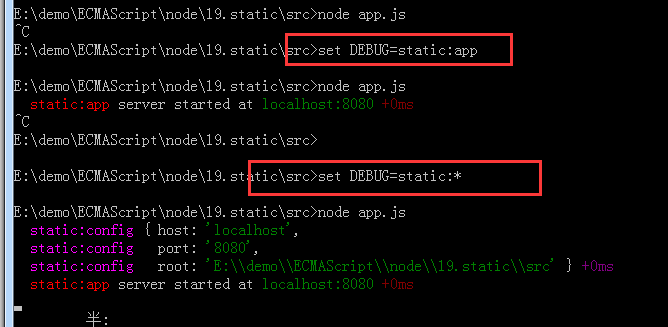 E:\demo\ECMAScript\node\19.static\src>node app.js
^C
E:\demo\ECMAScript\node\19.static\src>set DEBUG=static:app
E:\demo\ECMAScript\node\19.static\src>node app.js
static:app server started at localhost:8080 +0ms
^C
E:\demo\ECMAScript\node\19.static\src>
E:\demo\ECMAScript\node\19.static\src>set DEBUG=static:*
E:\demo\ECMAScript\node\19.static\src>node app.js
static:config { host: 'localhost',
static:config   port: '8080',
static:config   root: 'E:\\demo\\ECMAScript\\node\\19.static\\src' } +0ms
static:app server started at localhost:8080 +0ms
半: